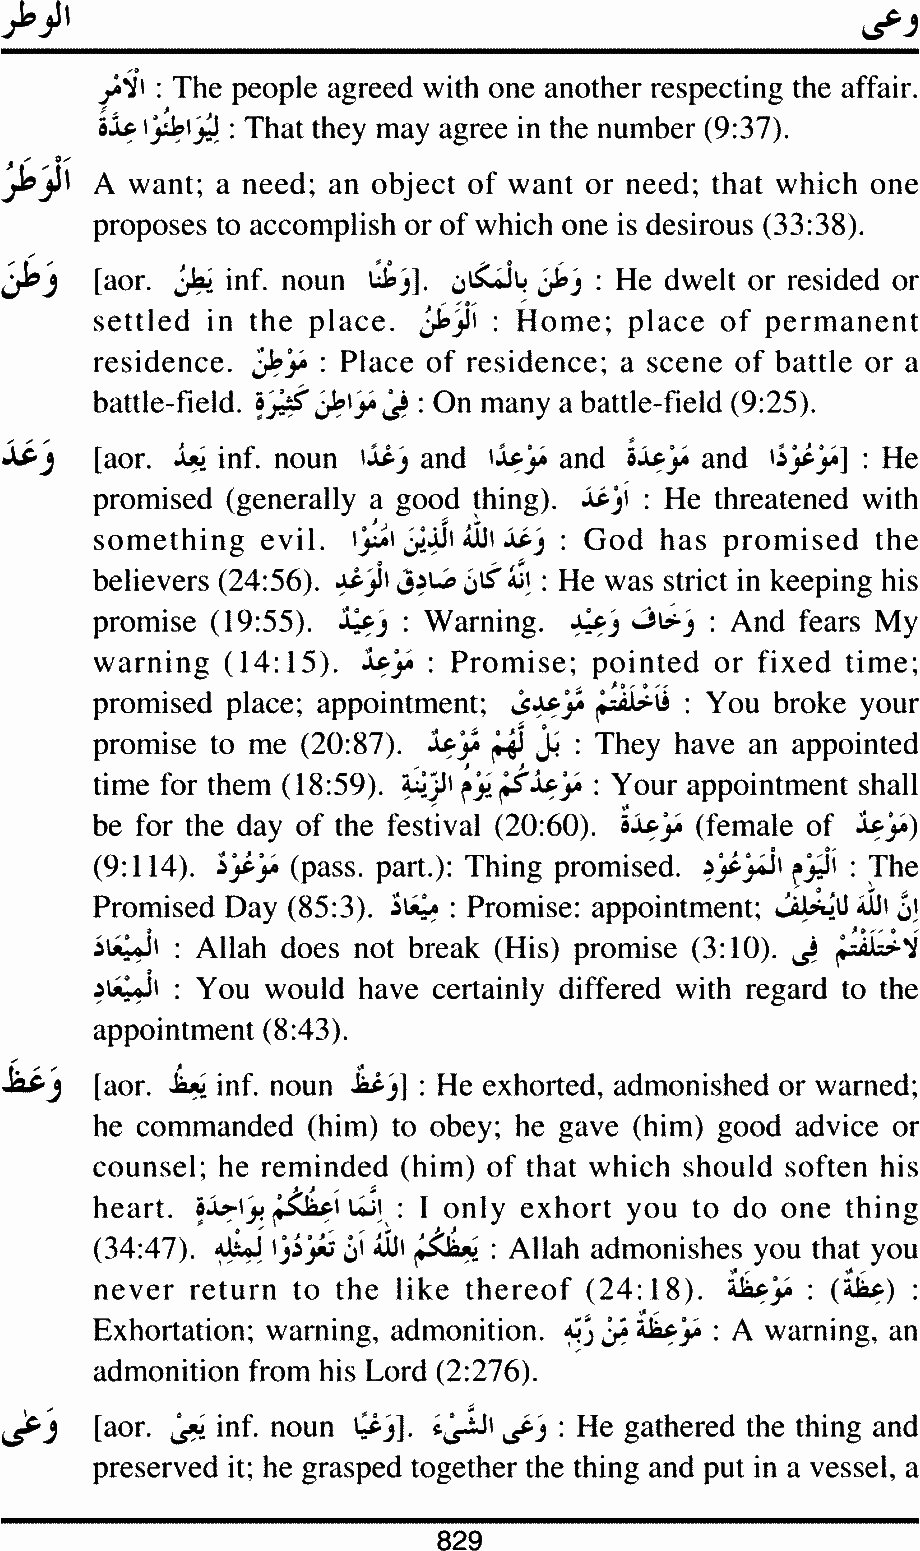 الوطر وعى
الْاَمْرِ : The people agreed with one another respecting the affair.
لِيُوَاطِئُوْا عِدَّةَ : That they may agree in the number (9:37).
اَلْوَطَرُ A want; a need; an object of want or need; that which one
proposes to accomplish or of which one is desirous (33:38).
وَطَنَ [aor. يَطِنُ inf. noun وَطْنًا]. وَطَنَ بِالْمَكَان : He dwelt or resided or
settled in the place. اَلْوَطَنُ : Home; place of permanent
residence. مَوْطِنٌ : Place of residence; a scene of battle or a
battle-field. فِىْ مَوَاطِنَ كَثِيْرَةٍ : On many a battle-field (9:25).
وَعَدَ [aor. يَعِدُ inf. noun وَعْدًا and مَوْعِدًا and مَوْعِدَةً and مَوْعُوْدًا] : He
promised (generally a good thing). اَوْعَدَ : He threatened with
something evil. وَعَدَ اللّٰهُ الَّذِيْنَ اٰمَنُوْا : God has promised the
believers (24:56). اِنَّهٗ كَانَ صَادِقَ الْوَعْدِ : He was strict in keeping his
promise (19:55). وَعِيْدٌ : Warning. وَخَافَ وَعِيْدِ : And fears My
warning (14:15). مَوْعِدٌ : Promise; pointed or fixed time;
promised place; appointment; فَاَخْلَفْتُمْ مَّوْعِدِىْ : You broke your
promise to me (20:87). بَلْ لَّهُمْ مَّوْعِدٌ : They have an appointed
time for them (18:59). مَوْعِدُكُمْ يَوْمُ الزِّيْنَةِ : Your appointment shall
be for the day of the festival (20:60). مَوْعِدَةٌ (female of مَوْعِدٌ)
(9:114). مَوْعُوْدٌ (pass. part.): Thing promised. اَلْيَوْمِ الْمَوْعُوْدِ : The
Promised Day (85:3). مِيْعَادٌ : Promise: appointment; اِنَّ اللّٰهَ لَايُخْلِفُ
الْمِيْعَادَ : Allah does not break (His) promise (3:10). لَاخْتَلَفْتُمْ فِى
الْمِيْعَادِ : You would have certainly differed with regard to the
appointment (8:43).
وَعَظَ [aor. يَعِظُ inf. noun وَعْظٌ] : He exhorted, admonished or warned;
he commanded (him) to obey; he gave (him) good advice or
counsel; he reminded (him) of that which should soften his
heart. اِنَّمَا اَعِظُكُمْ بِوَاحِدَةٍ : I only exhort you to do one thing
(34:47). يَعِظُكُمُ اللّٰهُ اَنْ تَعُوْدُوْا لِمِثْلِهٖ : Allah admonishes you that you
never return to the like thereof (24:18). مَوْعِظَةٌ : (عِظَةٌ) :
Exhortation; warning, admonition. مَوْعِظَةٌ مِّنْ رَّبِّهٖ : A warning, an
admonition from his Lord (2:276).
وَعٰى [aor. يَعِىْ inf. noun وَعْيًا]. وَعَى الشَّىْءَ : He gathered the thing and
preserved it; he grasped together the thing and put in a vessel, a
829